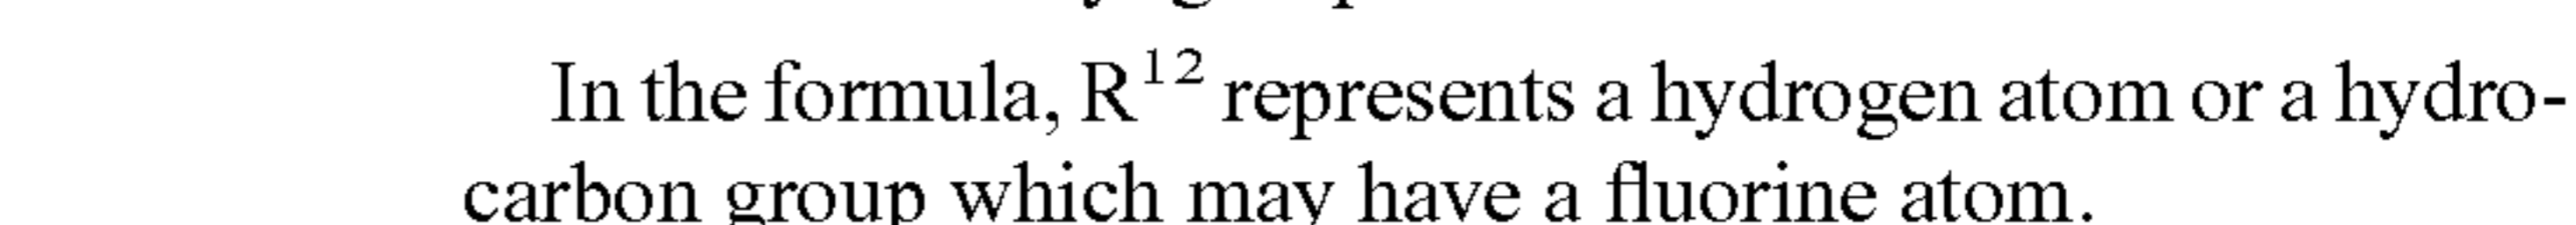 In the formula, R¹² represents a hydrogen atom or a hydro-
carbon group which may have a fluorine atom.